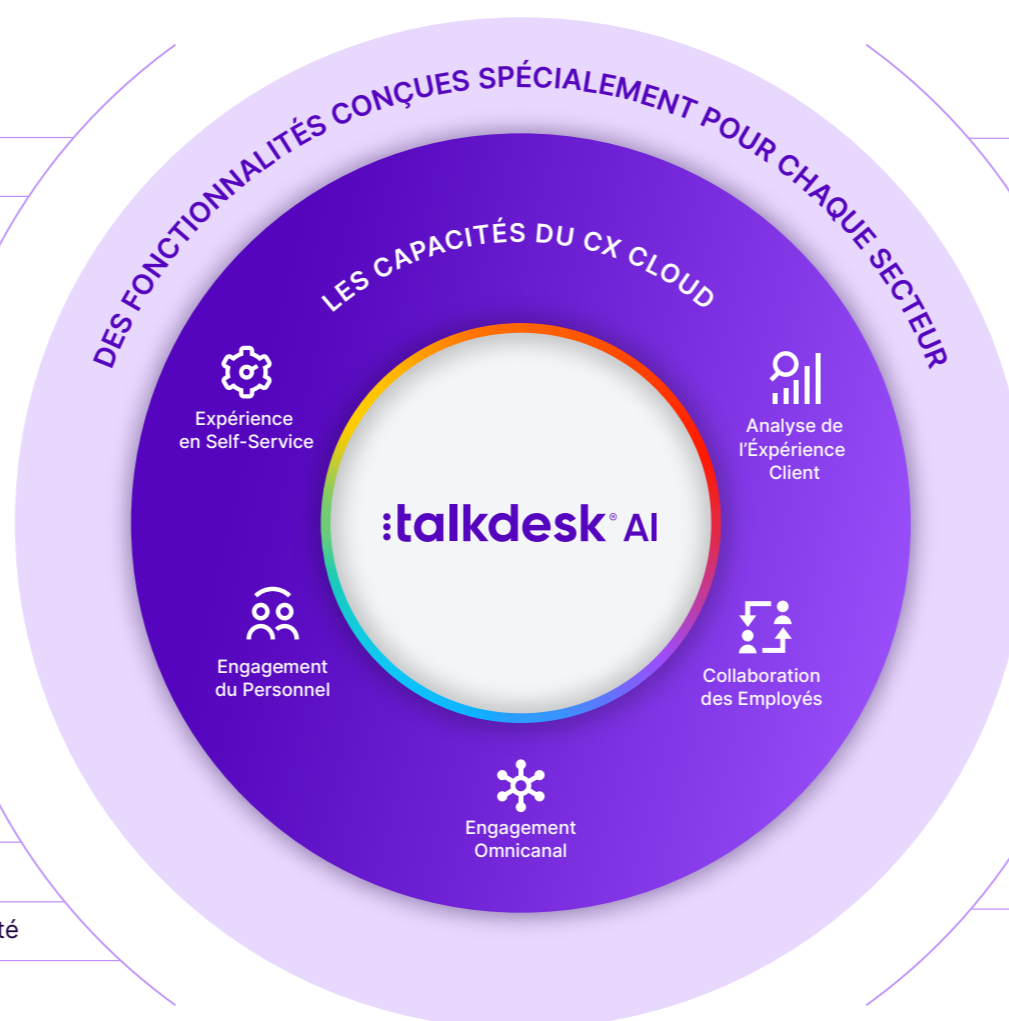 DES FONCTIONNALITÉS CONÇUES SPÉCIALEMENT POUR CHAQUE SECTEUR
LES CAPACITÉS DU CX CLOUD
Expérience
en Self-Service
Analyse de
l'Éxpérience
Client
talkdesk® AI
Engagement
du Personnel
Collaboration
des Employés
Engagement
Omnicanal
té